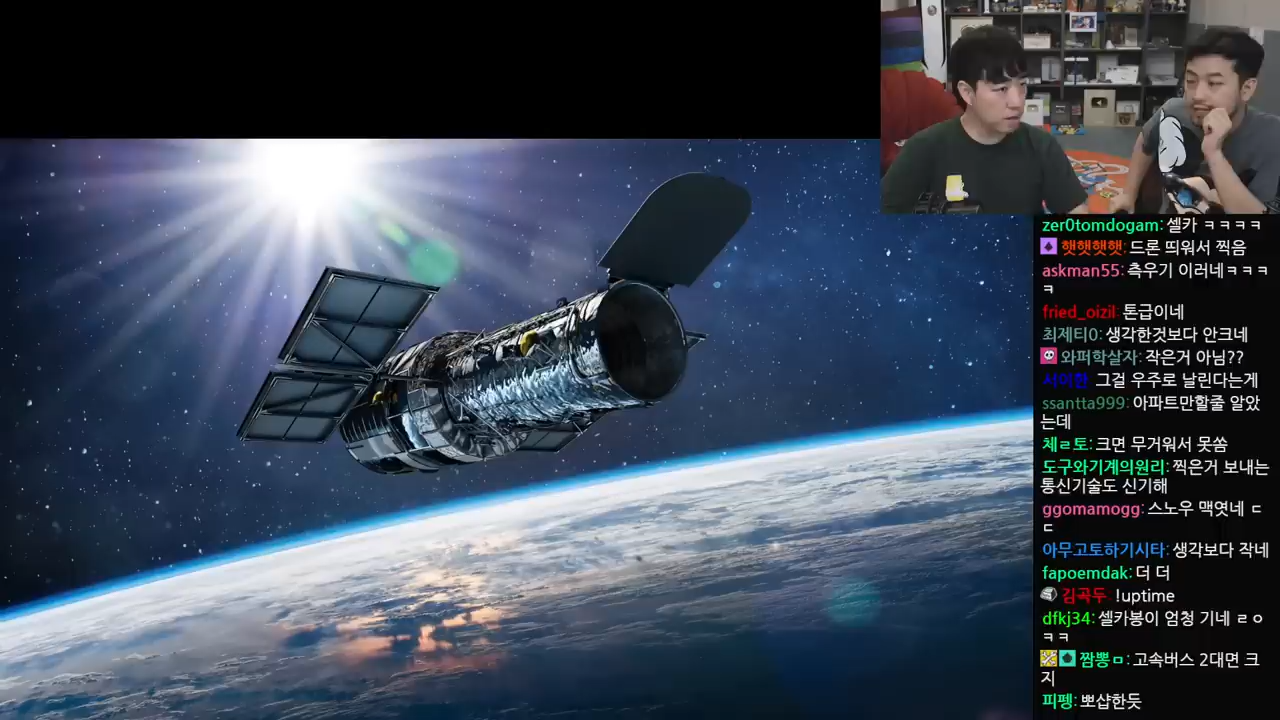 zer0tomdogam:셀카 ㅋㅋㅋㅋ
햇햇햇햇: 드론 띄워서 찍음
askman55: 측우기 이러네ㅋㅋㅋ
ㅋ
fried_oizil: 톤급이네
최제티0: 생각한것보다 안크네
와퍼학살자: 작은거 아님??
그걸 우주로 날린다는게
ssantta999: 아파트만할줄 알았
는데
체ㄹ토: 크면 무거워서 못쏨
도구와기계의원리: 찍은거 보내는
통신기술도 신기해
ggomamogg: 스노우 맥엿네 ㄷ
ㄷ
아무고토하기시타: 생각보다 작네
fapoemdak: 더 더
김곡두: !uptime
dfkj34: 셀카봉이 엄청 기네 ㄹㅇ
ㅋㅋ
짬뽕ㅁ: 고속버스 2대면 크
지
피펭: 뽀샵한듯